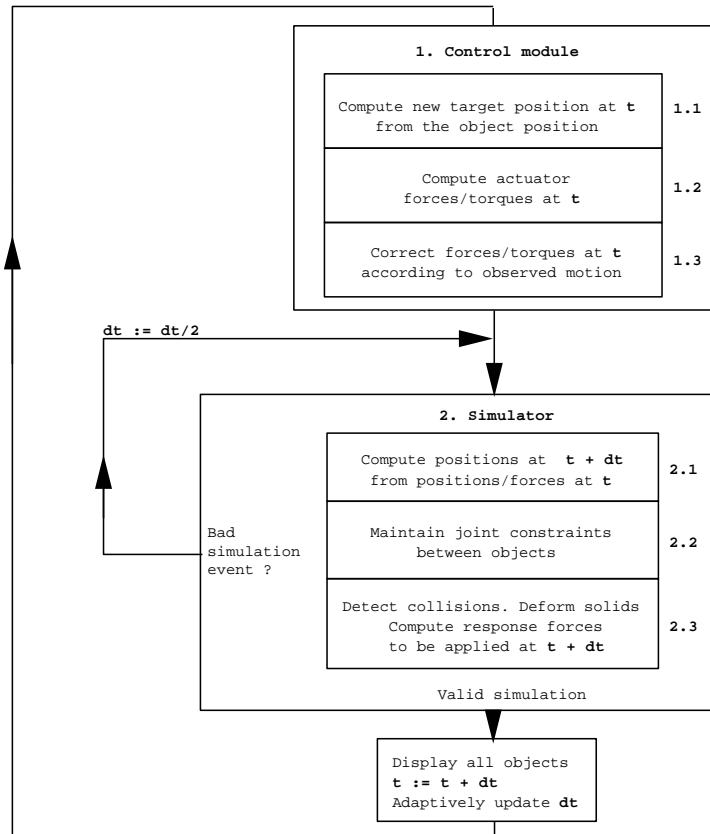 1. Control module
Compute new target position at t
from the object position
1.1
Compute actuator
forces/torques at t
1.2
Correct forces/torques at t
according to observed motion
1.3
dt := dt/2
2. Simulator
Compute positions at t + dt
from positions/forces at t
2.1
Bad
simulation
event ?
Maintain joint constraints
between objects
2.2
Detect collisions. Deform solids
Compute response forces
to be applied at t + dt
2.3
Valid simulation
Display all objects
t := t + dt
Adaptively update dt